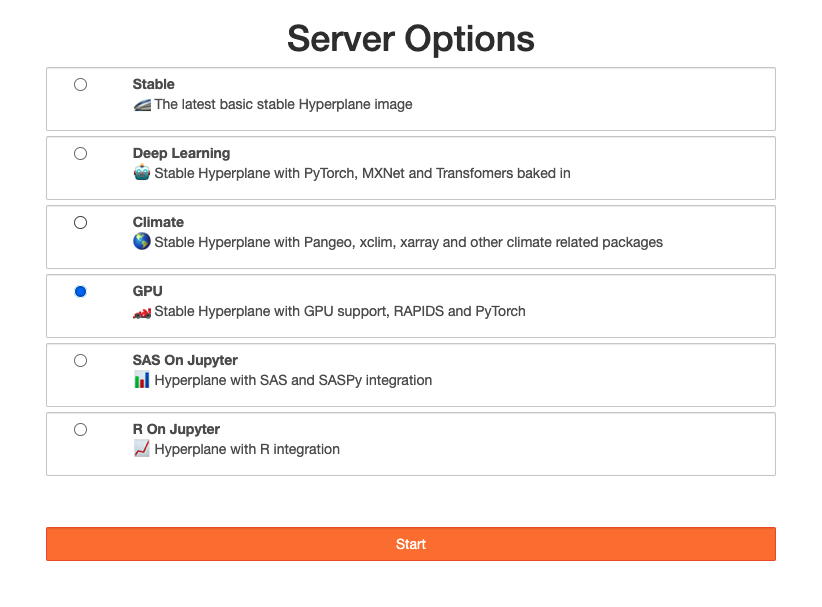 Server Options
Stable
The latest basic stable Hyperplane image
Deep Learning
Stable Hyperplane with PyTorch, MXNet and Transfomers baked in
Climate
Stable Hyperplane with Pangeo, xclim, xarray and other climate related packages
GPU
Stable Hyperplane with GPU support, RAPIDS and PyTorch
SAS On Jupyter
Hyperplane with SAS and SASPy integration
R On Jupyter
Hyperplane with R integration
Start